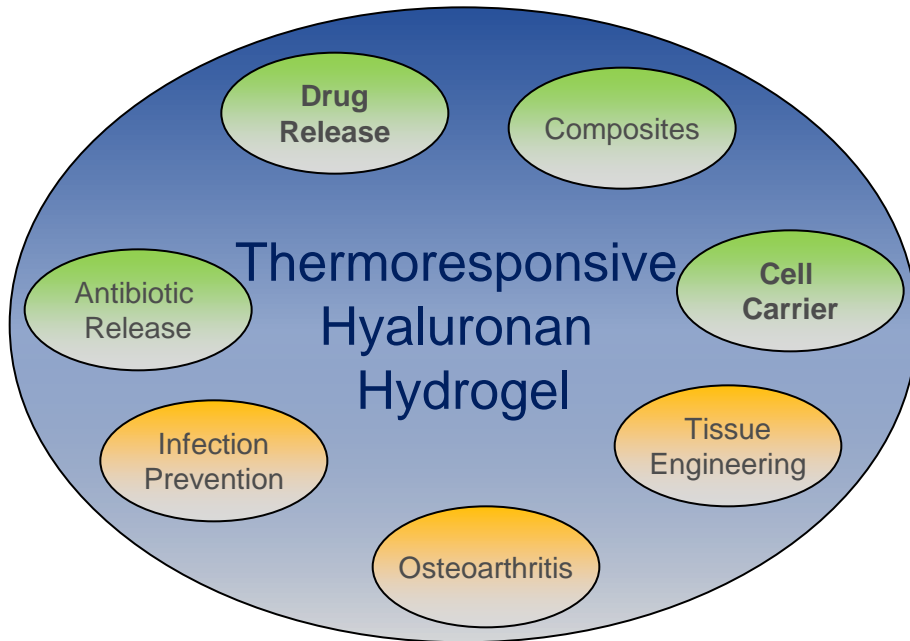 Drug
Release
Composites
Thermoresponsive
Hyaluronan
Hydrogel
Cell
Carrier
Antibiotic
Release
Infection
Prevention
Tissue
Engineering
Osteoarthritis